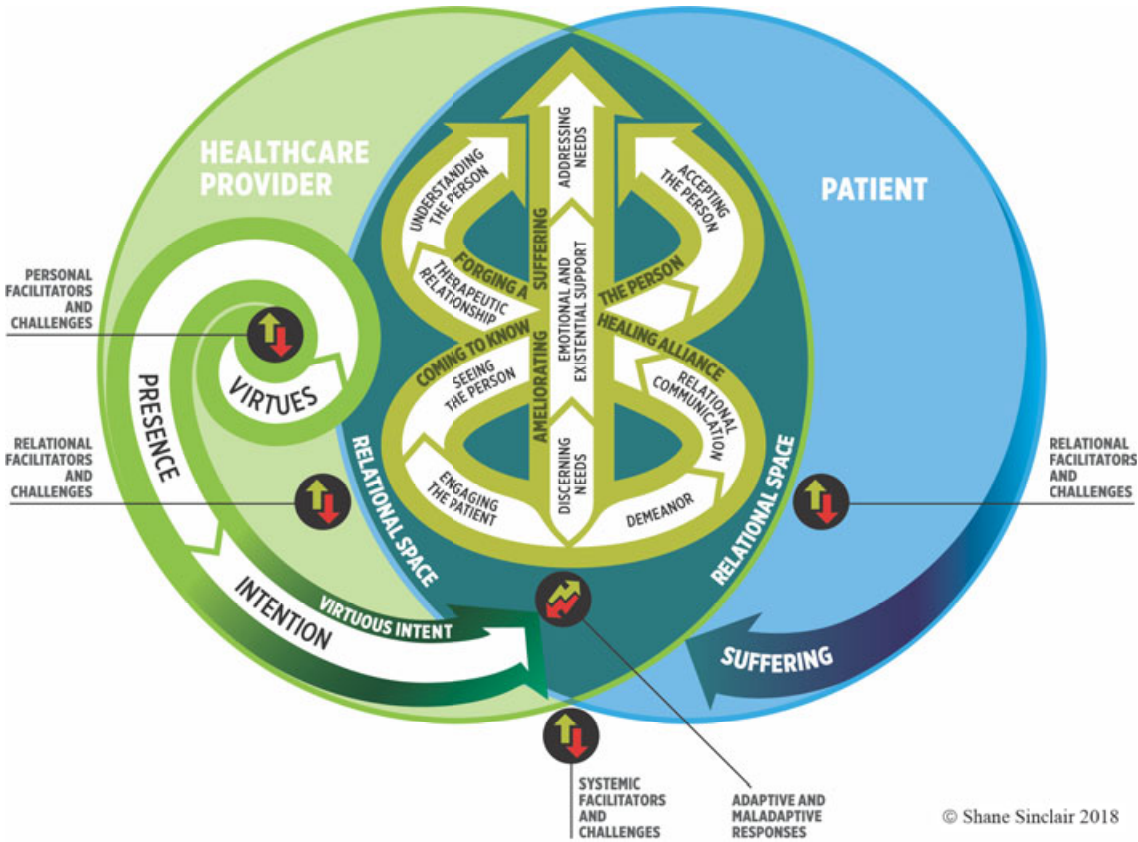 HEALTHCARE
PROVIDER
PATIENT
PERSONAL
FACILITATORS
AND
CHALLENGES
RELATIONAL
FACILITATORS
AND
CHALLENGES
VIRTUES
PRESENCE
INTENTION
VIRTUOUS INTENT
RELATIONAL SPACE
UNDERSTANDING
THE PERSON
FORGING A
THERAPEUTIC
RELATIONSHIP
COMING TO KNOW
SEEING
THE PERSON
ENGAGING
THE PATIENT
AMELIORATING SUFFERING
ADDRESSING
NEEDS
EMOTIONAL AND
EXISTENTIAL SUPPORT
DISCERNING
NEEDS
ACCEPTING
THE PERSON
THE PERSON
HEALING ALLIANCE
RELATIONAL
COMMUNICATION
DEMEANOR
RELATIONAL SPACE
SUFFERING
RELATIONAL
FACILITATORS
AND
CHALLENGES
SYSTEMIC
FACILITATORS
AND
CHALLENGES
ADAPTIVE AND
MALADAPTIVE
RESPONSES
© Shane Sinclair 2018